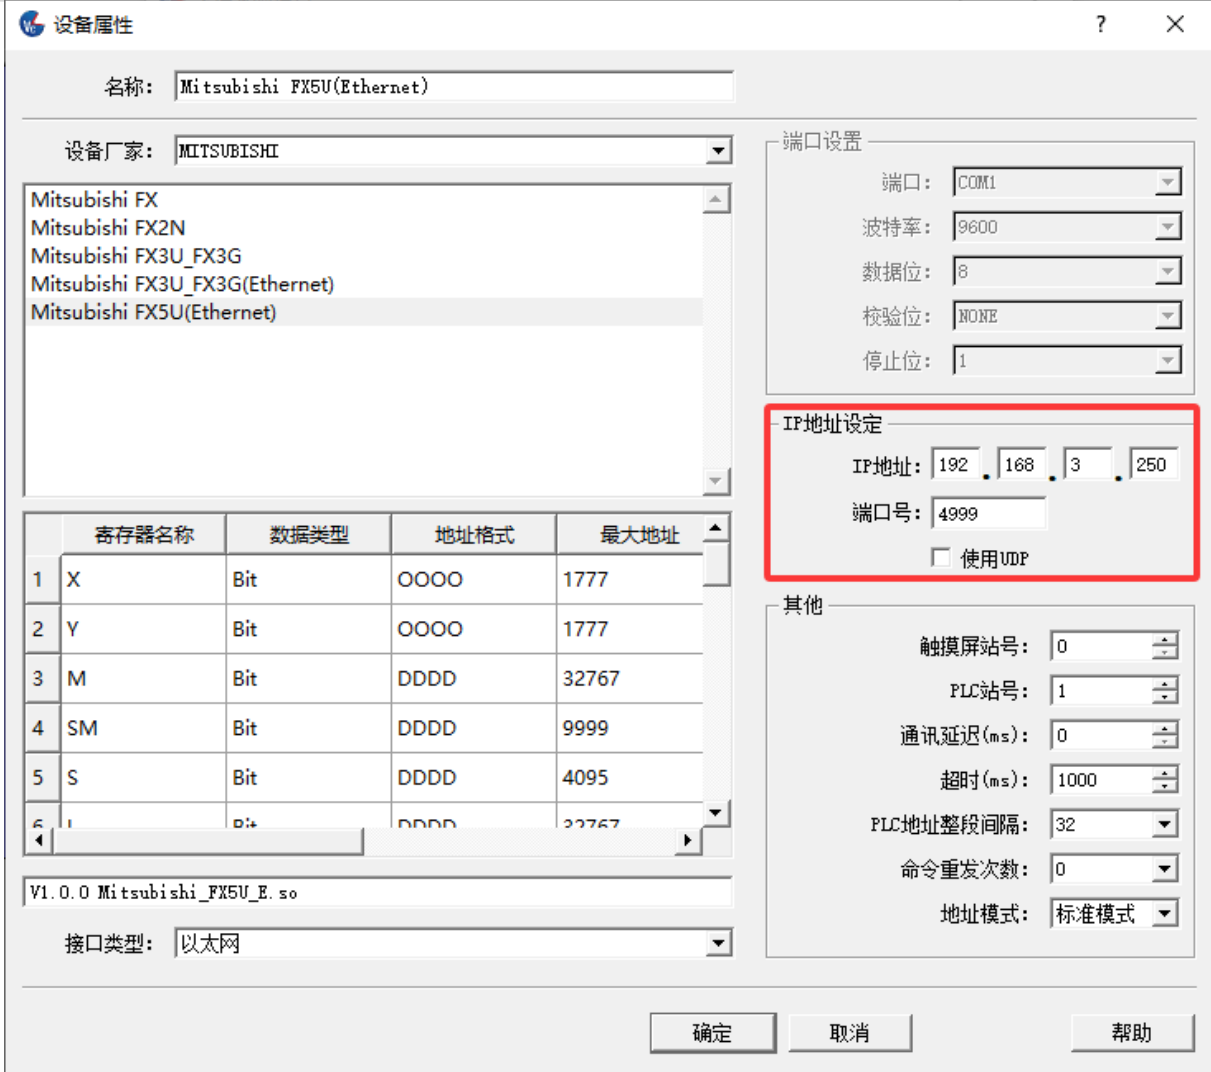 设备属性
?
名称:
Mitsubishi FX5U(Ethernet)
设备厂家:
MITSUBISHI
Mitsubishi FX
Mitsubishi FX2N
Mitsubishi FX3U_FX3G
Mitsubishi FX3U_FX3G(Ethernet)
Mitsubishi FX5U(Ethernet)
寄存器名称 数据类型 地址格式 最大地址
1 X Bit OOOO 1777
2 Y Bit OOOO 1777
3 M Bit DDDD 32767
4 SM Bit DDDD 9999
5 S Bit DDDD 4095
6 L Bit DDDD 32767
V1.0.0 Mitsubishi_FX5U_E.so
接口类型: 以太网
端口设置
端口: COM1
波特率: 9600
数据位: 8
校验位: NONE
停止位: 1
IP地址设定
IP地址: 192 . 168 . 3 . 250
端口号: 4999
使用UDP
其他
触摸屏站号: 0
PLC站号: 1
通讯延迟(ms): 0
超时(ms): 1000
PLC地址整段间隔: 32
命令重发次数: 0
地址模式: 标准模式
确定 取消 帮助